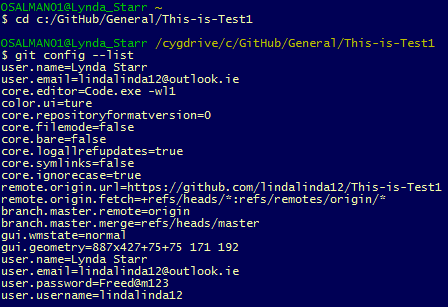 OSALMANO1@Lynda_Starr ~
$ cd c:/GitHub/General/This-is-Test1
OSALMANO1@Lynda_Starr /cygdrive/c/GitHub/General/This-is-Test1
$ git config --list
user.name=Lynda Starr
user.email=lindalinda12@outlook.ie
core.editor=Code.exe -wl1
color.ui=ture
core.repositoryformatversion=0
core.filemode=false
core.bare=false
core.logallrefupdates=true
core.symlinks=false
core.ignorecase=true
remote.origin.url=https://github.com/lindalinda12/This-is-Test1
remote.origin.fetch=+refs/heads/*:refs/remotes/origin/*
branch.master.remote=origin
branch.master.merge=refs/heads/master
gui.wmstate=normal
gui.geometry=887x427+75+75 171 192
user.name=Lynda Starr
user.email=lindalinda12@outlook.ie
user.password=Freed@m123
user.username=lindalinda12